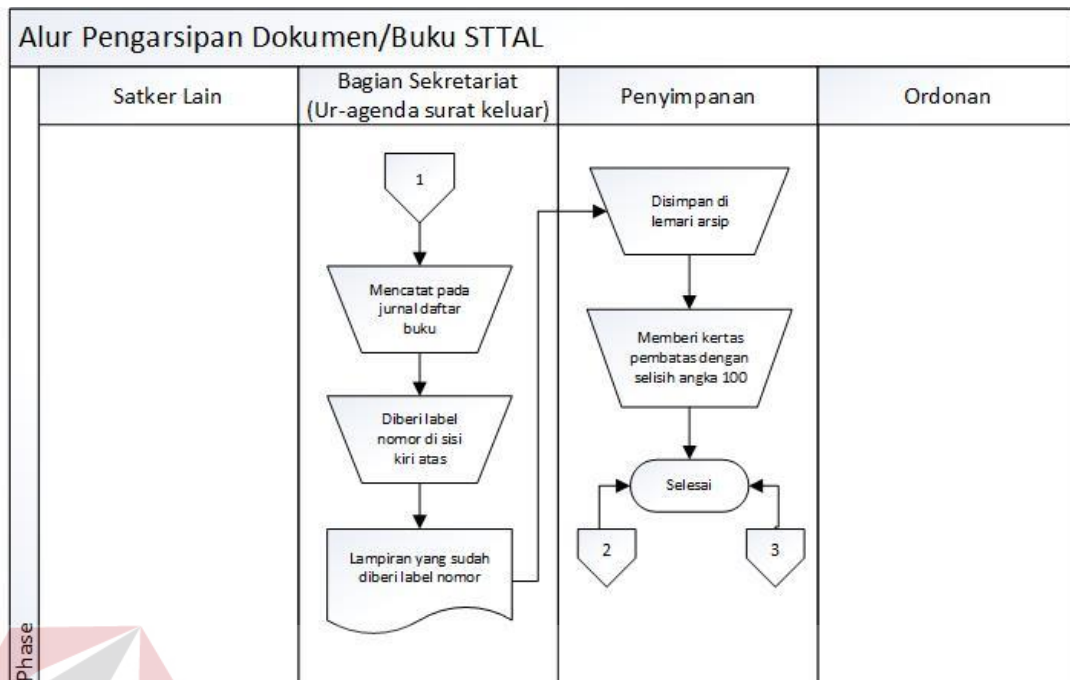 Alur Pengarsipan Dokumen/Buku STTAL
Satker Lain
Bagian Sekretariat
(Ur-agenda surat keluar)
Penyimpanan
Ordonan
1
Mencatat pada
jurnal daftar
buku
Diberi label
nomor di sisi
kiri atas
Lampiran yang sudah
diberi label nomor
Disimpan di
lemari arsip
Memberi kertas
pembatas dengan
selisih angka 100
Selesai
2
3
Phase